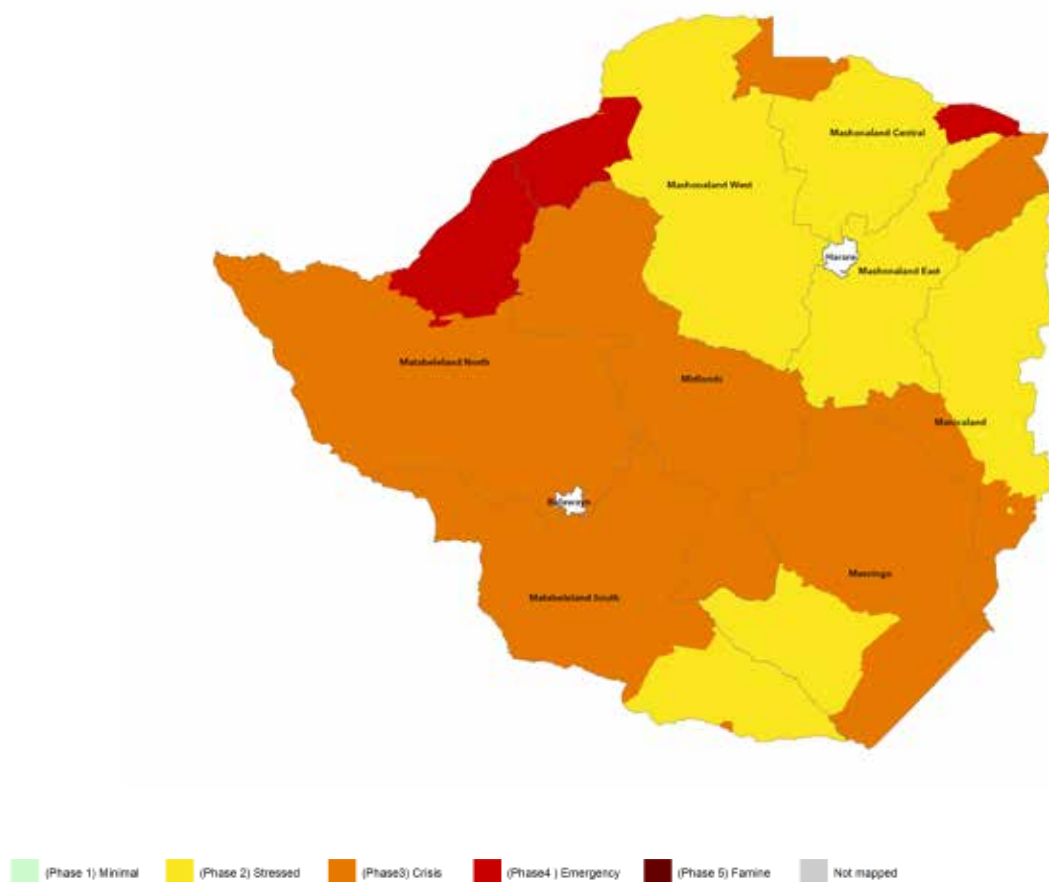 Mashonaland Central
Mashonaland West
Harare
Mashonaland East
Matabeleland North
Midlands
Manicaland
Bulawayo
Masvingo
Matabeleland South
(Phase 1) Minimal
(Phase 2) Stressed
(Phase3) Crisis
(Phase4 ) Emergency
(Phase 5) Famine
Not mapped